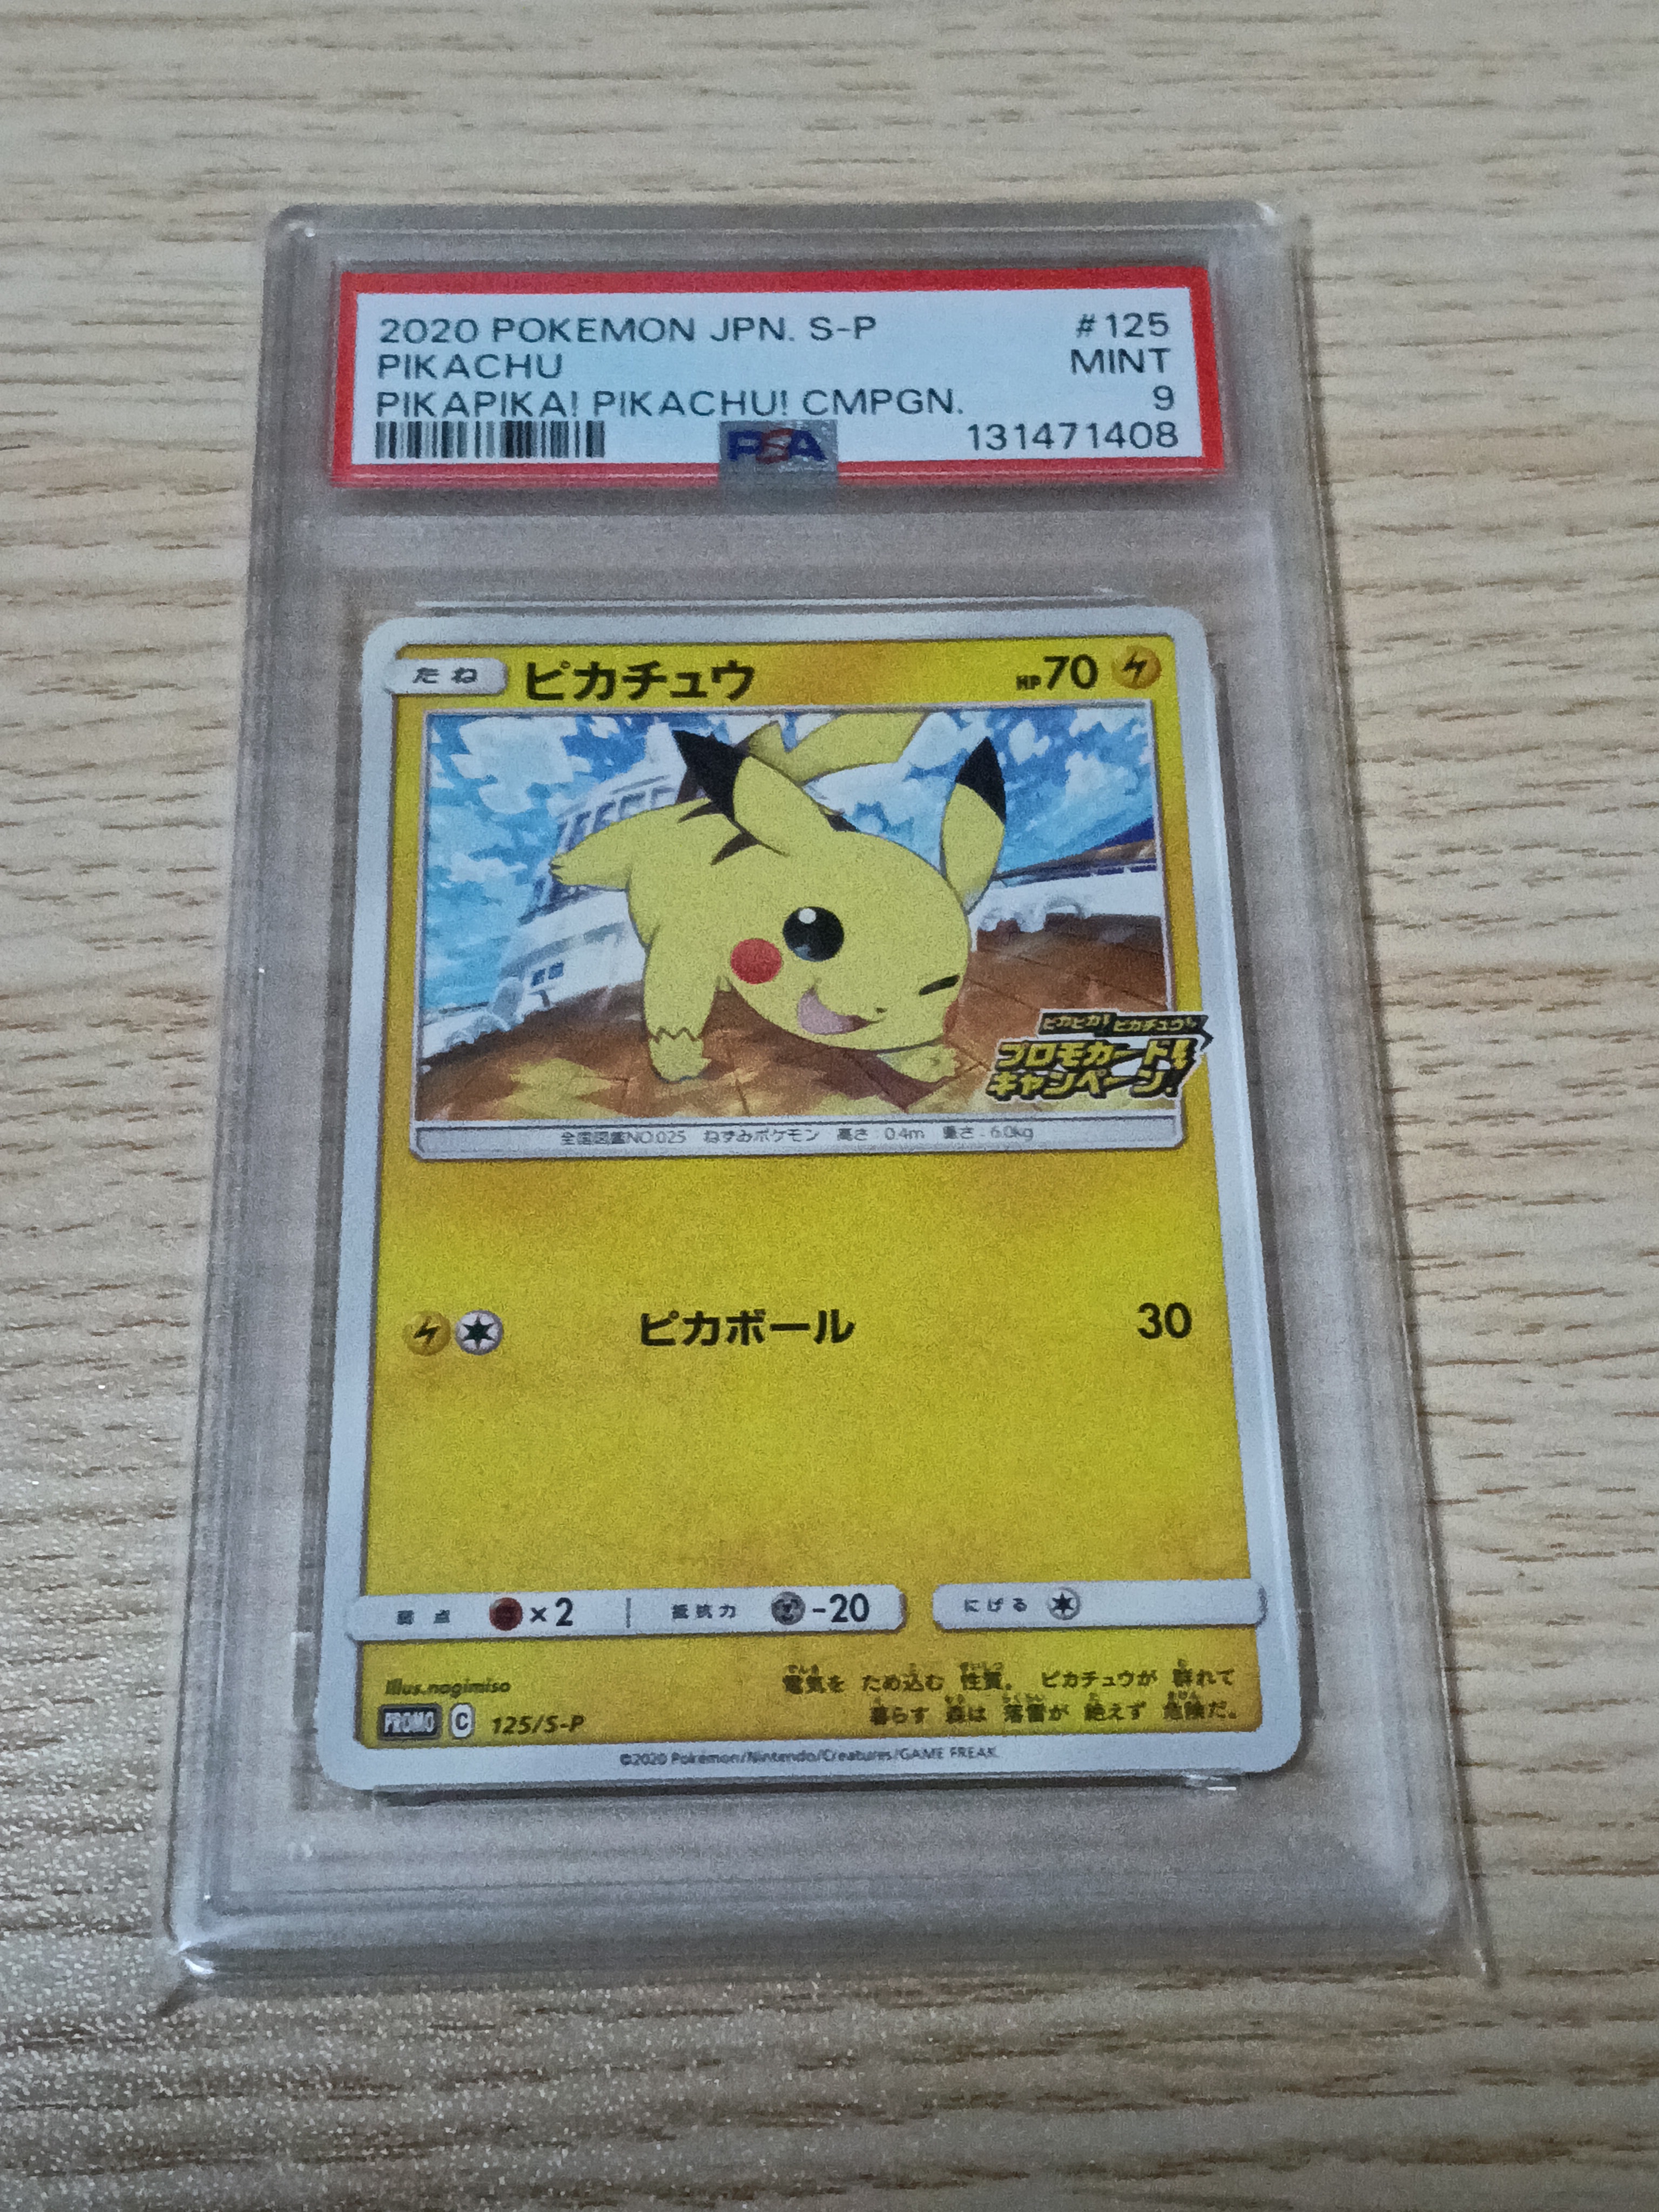 2020 POKEMON JPN. S-P #125
PIKACHU MINT
PIKAPIKA! PIKACHU! CMPGN. 9
PSA 131471408
たね ピカチュウ HP70
ピカピカ! ピカチュウ
プロモカード
キャンペーン!
全国図鑑NO.025 ねずみポケモン 高さ:0.4m 重さ:6.0kg
ピカボール 30
弱点 ×2 抵抗力 -20 にげる
Illus.nagimiso
電気を ため込む 性質。 ピカチュウが 群れて
暮らす 森は 落雷が 絶えず 危険だ。
PROMO C 125/S-P
©2020 Pokémon/Nintendo/Creatures/GAME FREAK.